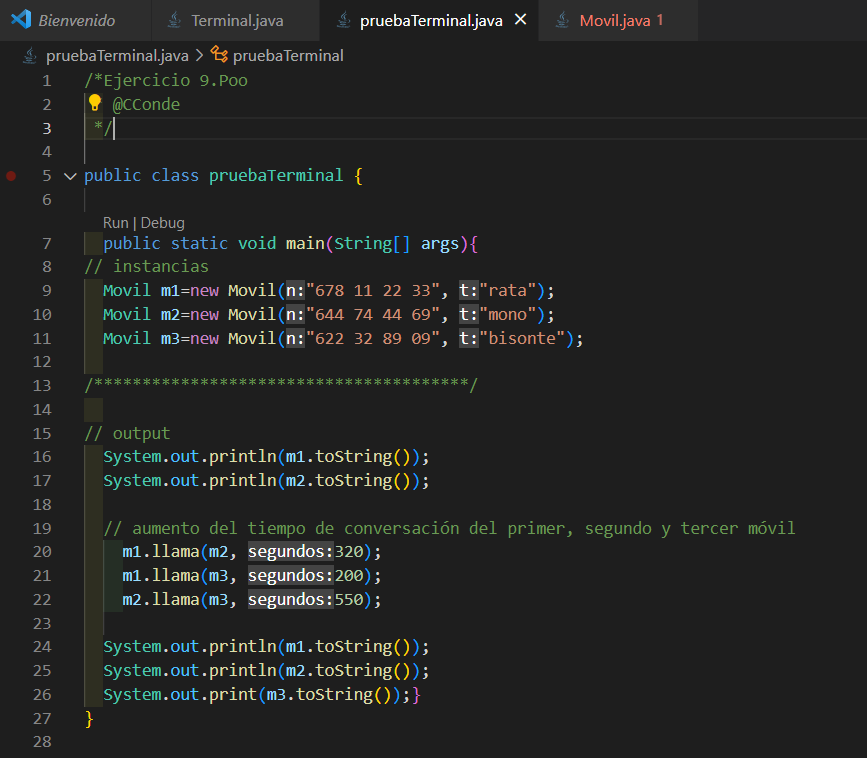 Bienvenido Terminal.java pruebaTerminal.java × Movil.java 1
pruebaTerminal.java > pruebaTerminal
1 /*Ejercicio 9.Poo
2 @CConde
3 */
4
5 public class pruebaTerminal {
6
Run | Debug
7 public static void main(String[] args){
8 // instancias
9 Movil m1=new Movil(n:"678 11 22 33", t:"rata");
10 Movil m2=new Movil(n:"644 74 44 69", t:"mono");
11 Movil m3=new Movil(n:"622 32 89 09", t:"bisonte");
12
13 /***************************************/
14
15 // output
16 System.out.println(m1.toString());
17 System.out.println(m2.toString());
18
19 // aumento del tiempo de conversación del primer, segundo y tercer móvil
20 m1.llama(m2, segundos:320);
21 m1.llama(m3, segundos:200);
22 m2.llama(m3, segundos:550);
23
24 System.out.println(m1.toString());
25 System.out.println(m2.toString());
26 System.out.print(m3.toString());}
27 }
28